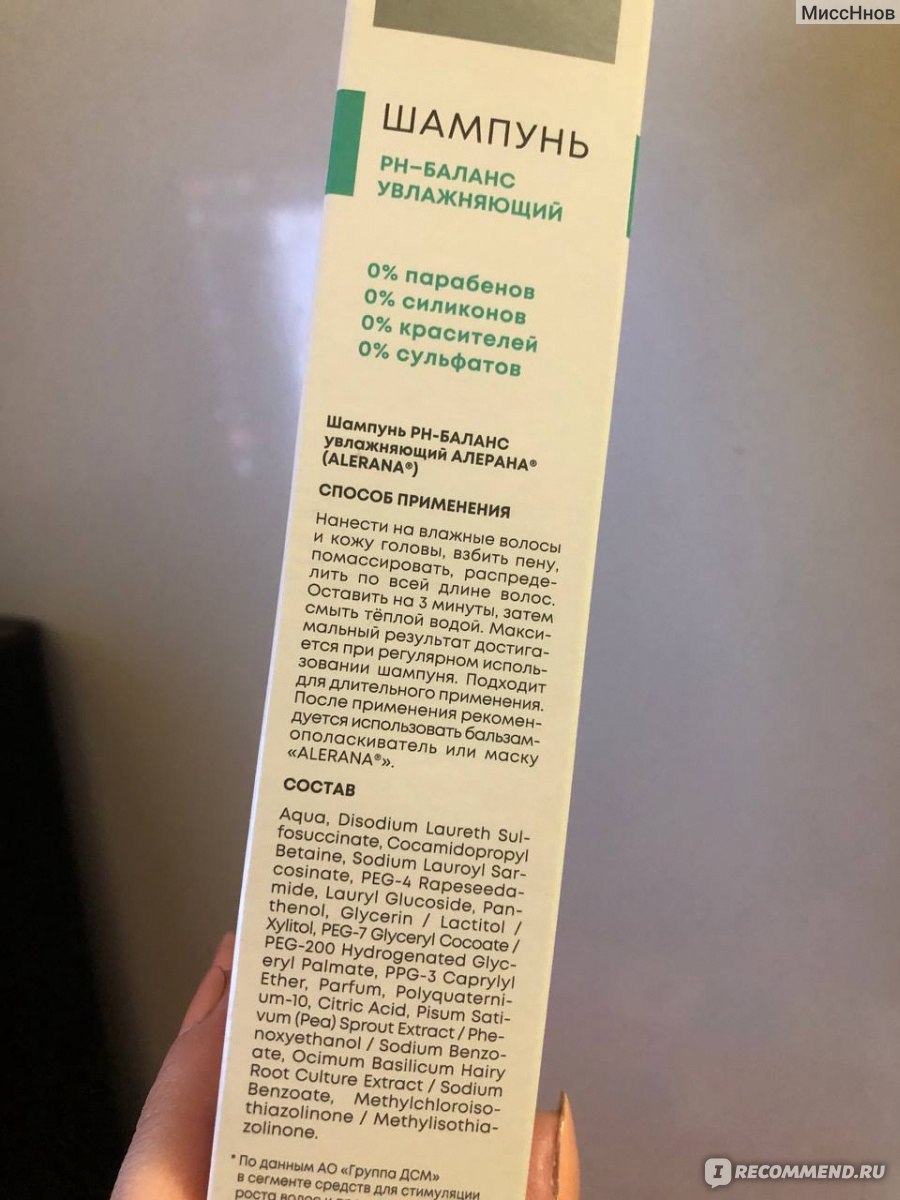 МиссНнов
ШАМПУНЬ
PH-БАЛАНС
УВЛАЖНЯЮЩИЙ
0% парабенов
0% силиконов
0% красителей
0% сульфатов
Шампунь PH-БАЛАНС
увлажняющий АЛЕРАНА®
(ALERANA®)
СПОСОБ ПРИМЕНЕНИЯ
Нанести на влажные волосы
и кожу головы, взбить пену,
помассировать, распреде-
лить по всей длине волос.
Оставить на 3 минуты, затем
смыть тёплой водой. Макси-
мальный результат достига-
ется при регулярном исполь-
зовании шампуня. Подходит
для длительного применения.
После применения рекомен-
дуется использовать бальзам-
ополаскиватель или маску
«ALERANA®».
СОСТАВ
Aqua, Disodium Laureth Sul-
fosuccinate, Cocamidopropyl
Betaine, Sodium Lauroyl Sar-
cosinate, PEG-4 Rapeseeda-
mide, Lauryl Glucoside, Pan-
thenol, Glycerin / Lactitol /
Xylitol, PEG-7 Glyceryl Cocoate /
PEG-200 Hydrogenated Glyc-
eryl Palmate, PPG-3 Caprylyl
Ether, Parfum, Polyquaterni-
um-10, Citric Acid, Pisum Sati-
vum (Pea) Sprout Extract / Phe-
noxyethanol / Sodium Benzo-
ate, Ocimum Basilicum Hairy
Root Culture Extract / Sodium
Benzoate, Methylchloroiso-
thiazolinone / Methylisothia-
zolinone.
* По данным АО «Группа ДСМ»
в сегменте средств для стимуляции
роста волос и
IRECOMMEND.RU